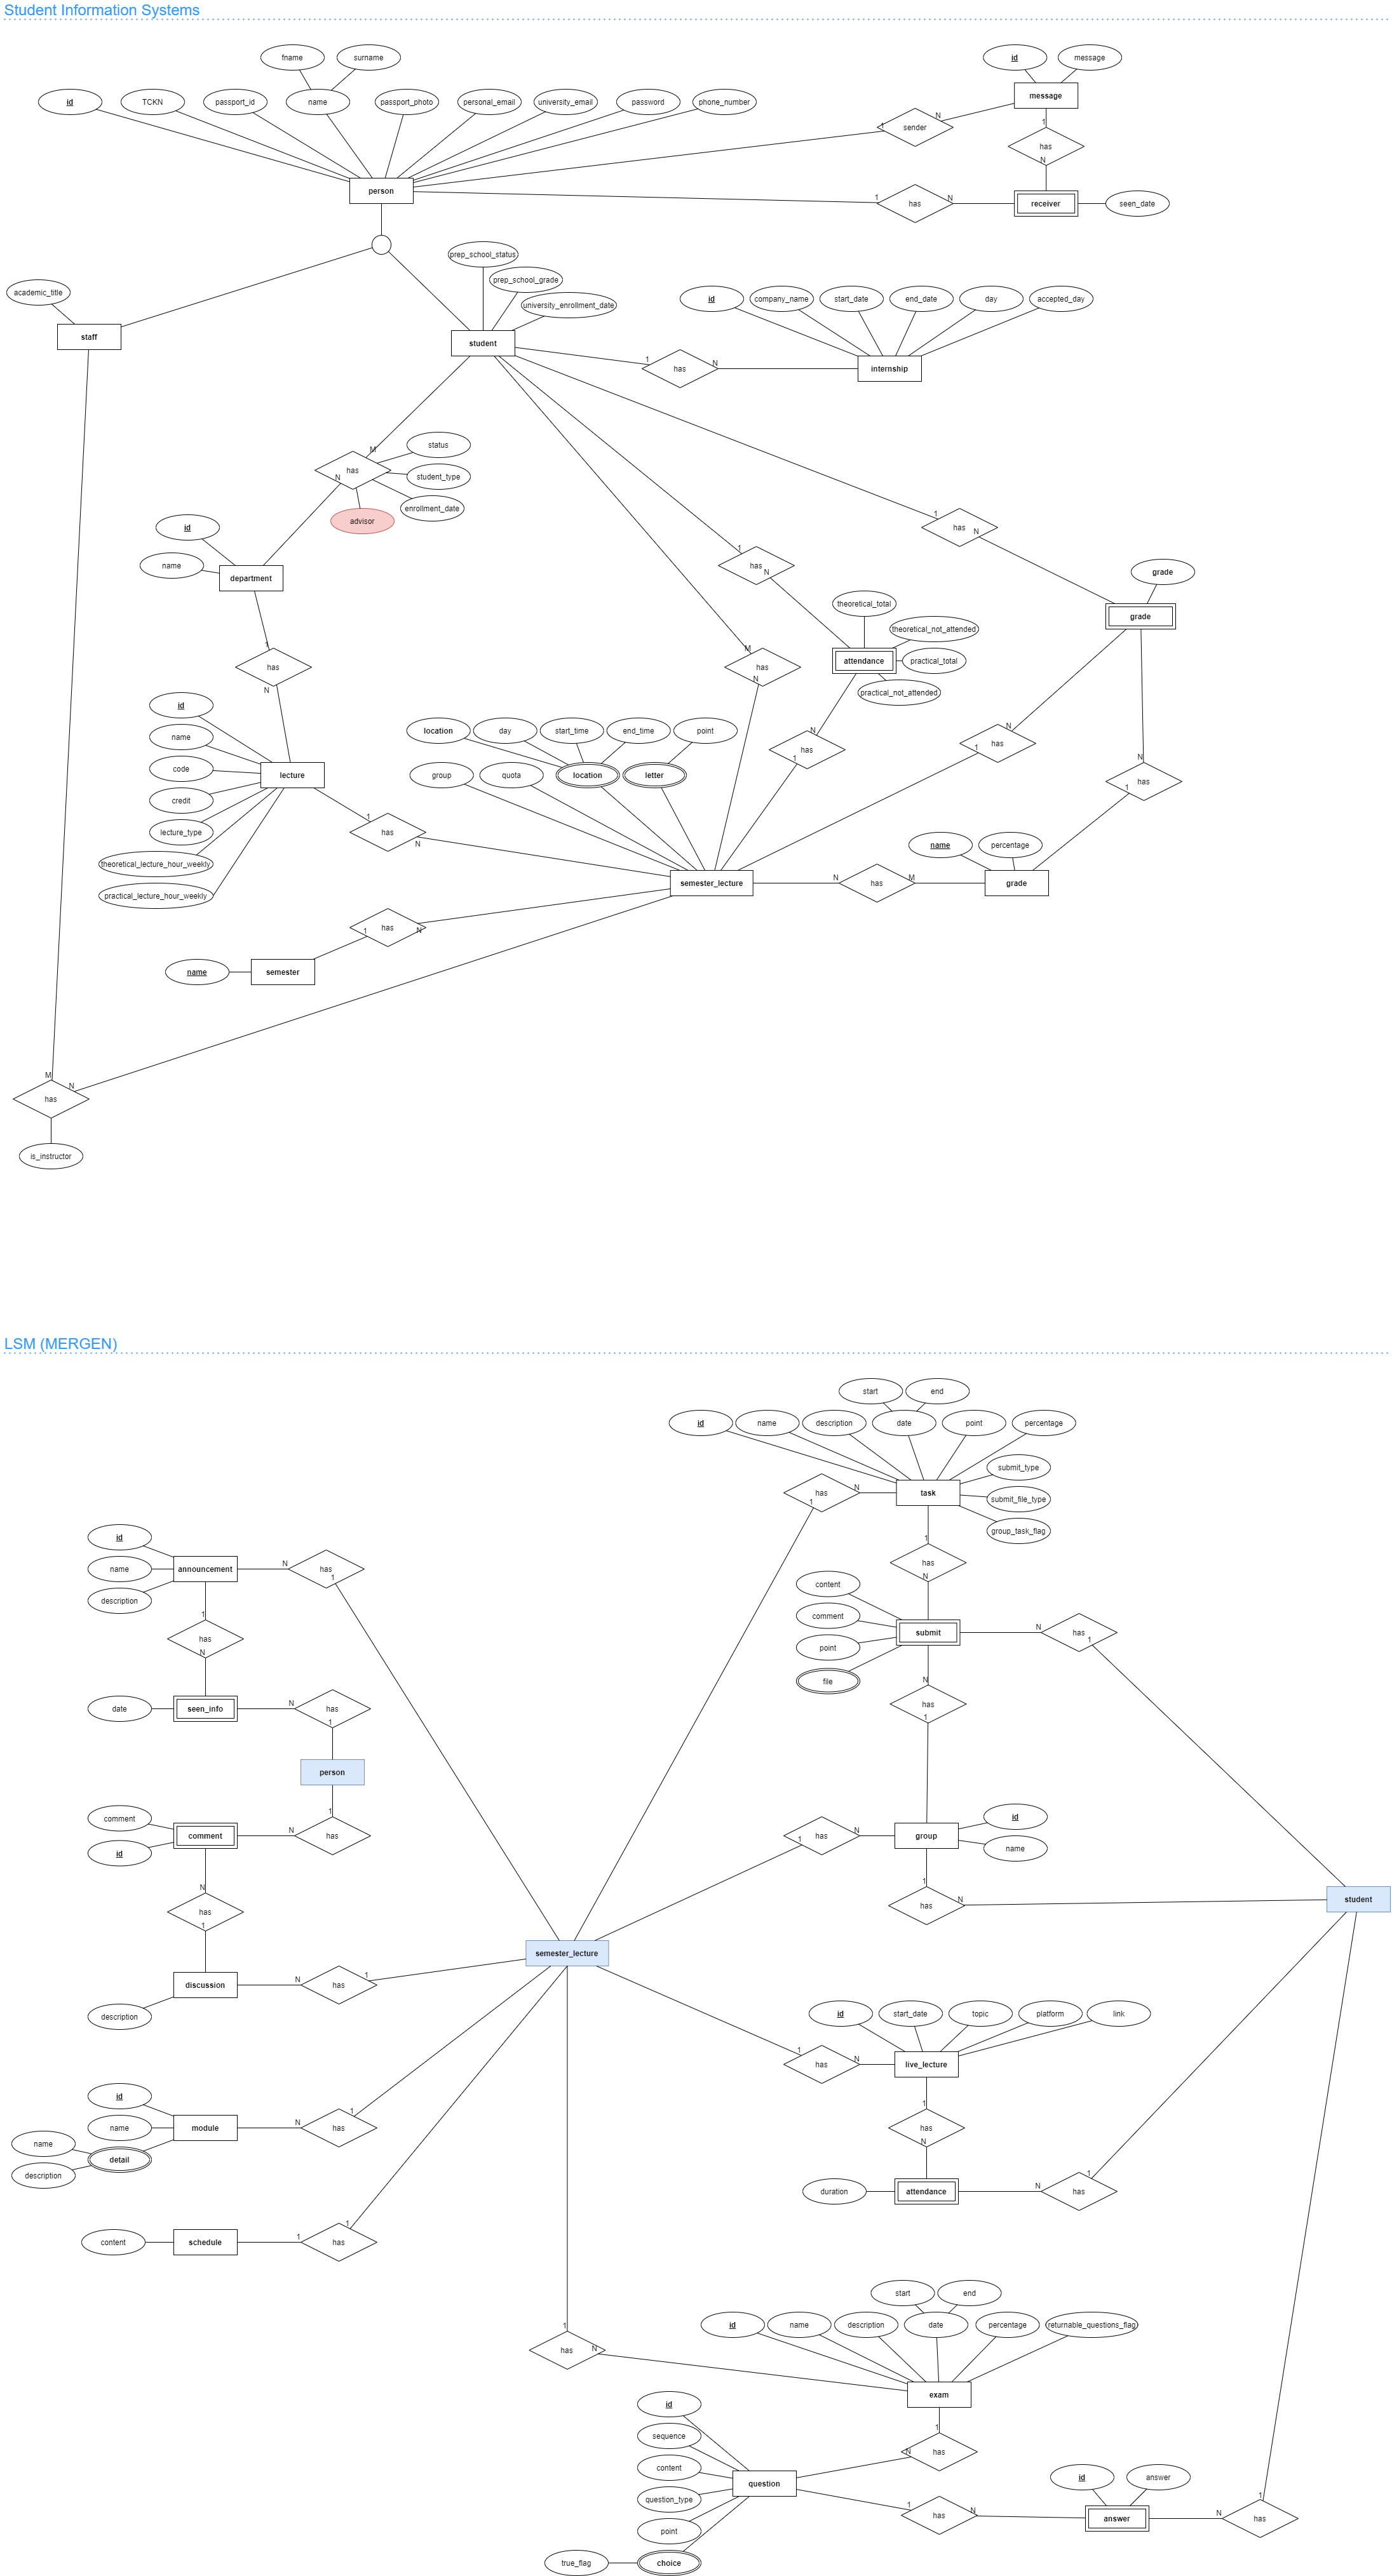 Student Information Systems
fname
surname
id
message
id
TCKN
passport_id
name
passport_photo
personal_email
university_email
password
phone_number
message
N
1
sender
1
has
N
person
1
has
N
receiver
seen_date
prep_school_status
prep_school_grade
university_enrollment_date
academic_title
id
company_name
start_date
end_date
day
accepted_day
staff
student
1
has
N
internship
M
has
N
status
student_type
enrollment_date
advisor
id
name
department
1
has
N
1
has
N
1
has
N
grade
grade
theoretical_total
theoretical_not_attended
attendance
practical_total
practical_not_attended
M
has
N
id
name
code
credit
lecture_type
theoretical_lecture_hour_weekly
practical_lecture_hour_weekly
lecture
location
day
start_time
end_time
point
group
quota
location
letter
N
has
1
N
has
1
N
has
1
1
has
N
name
percentage
semester_lecture
N
has
M
grade
1
has
N
name
semester
M
N
has
is_instructor
LSM (MERGEN)
start
end
id
name
description
date
point
percentage
submit_type
submit_file_type
group_task_flag
has
1
N
task
1
has
N
id
name
description
announcement
N
has
1
1
has
N
content
comment
point
file
submit
N
has
1
date
seen_info
N
has
1
N
has
1
person
1
has
N
comment
id
comment
N
has
1
1
has
N
group
id
name
1
has
N
student
semester_lecture
discussion
N
has
1
description
id
start_date
topic
platform
link
1
has
N
live_lecture
1
has
N
id
name
name
description
detail
module
N
has
1
duration
attendance
N
has
1
content
schedule
1
has
1
start
end
id
name
description
date
percentage
returnable_questions_flag
1
has
N
exam
1
has
N
id
sequence
content
question_type
point
choice
true_flag
question
1
has
N
id
answer
answer
N
has
1